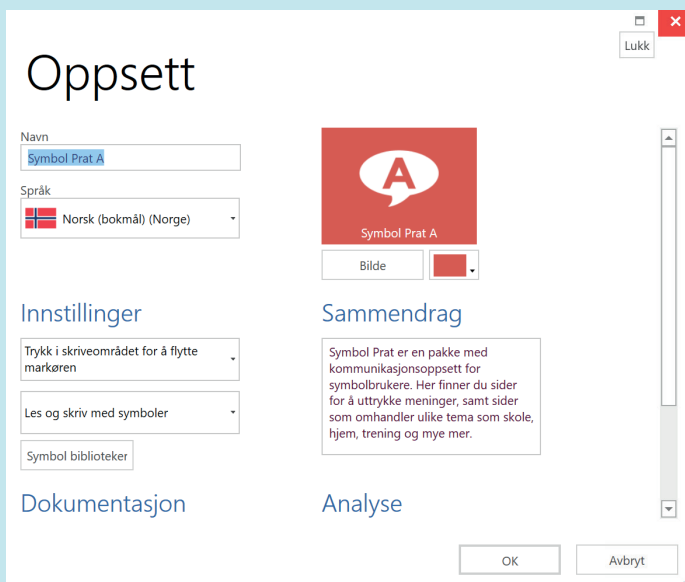 Lukk
Oppsett
Navn
Symbol Prat A
Språk
Norsk (bokmål) (Norge)
A
Symbol Prat A
Bilde
Innstillinger
Trykk i skriveområdet for å flytte
markøren
Les og skriv med symboler
Symbol biblioteker
Sammendrag
Symbol Prat er en pakke med
kommunikasjonsoppsett for
symbolbrukere. Her finner du sider
for å uttrykke meninger, samt sider
som omhandler ulike tema som skole,
hjem, trening og mye mer.
Dokumentasjon
Analyse
OK
Avbryt